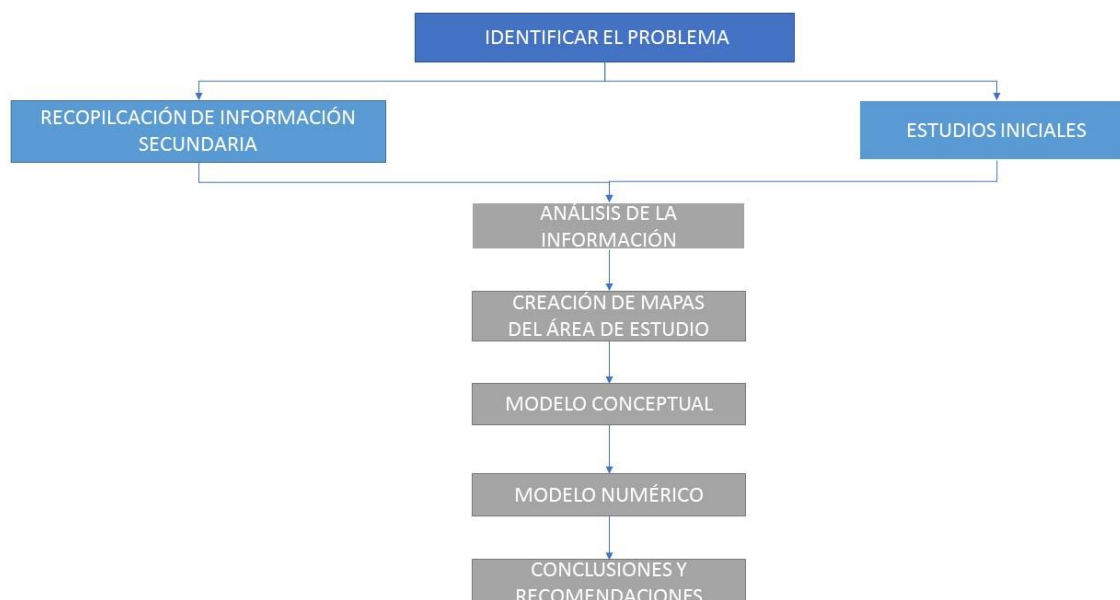 IDENTIFICAR EL PROBLEMA
RECOPILCACIÓN DE INFORMACIÓN
SECUNDARIA
ESTUDIOS INICIALES
ANÁLISIS DE LA
INFORMACIÓN
CREACIÓN DE MAPAS
DEL ÁREA DE ESTUDIO
MODELO CONCEPTUAL
MODELO NUMÉRICO
CONCLUSIONES Y
RECOMENDACIONES